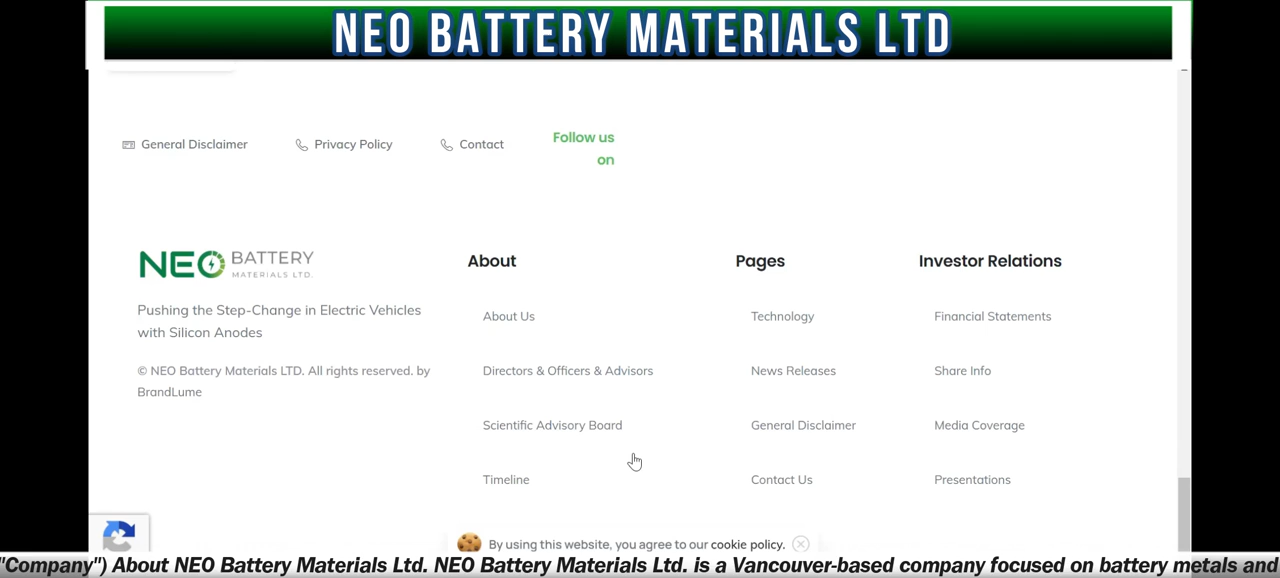 NEO BATTERY MATERIALS LTD
General Disclaimer
Privacy Policy
Contact
Follow us
on
NEO BATTERY
MATERIALS LTD.
Pushing the Step-Change in Electric Vehicles
with Silicon Anodes
© NEO Battery Materials LTD. All rights reserved. by
BrandLume
About
About Us
Directors & Officers & Advisors
Scientific Advisory Board
Timeline
Pages
Technology
News Releases
General Disclaimer
Contact Us
Investor Relations
Financial Statements
Share Info
Media Coverage
Presentations
By using this website, you agree to our cookie policy.
"Company") About NEO Battery Materials Ltd. NEO Battery Materials Ltd. is a Vancouver-based company focused on battery metals and